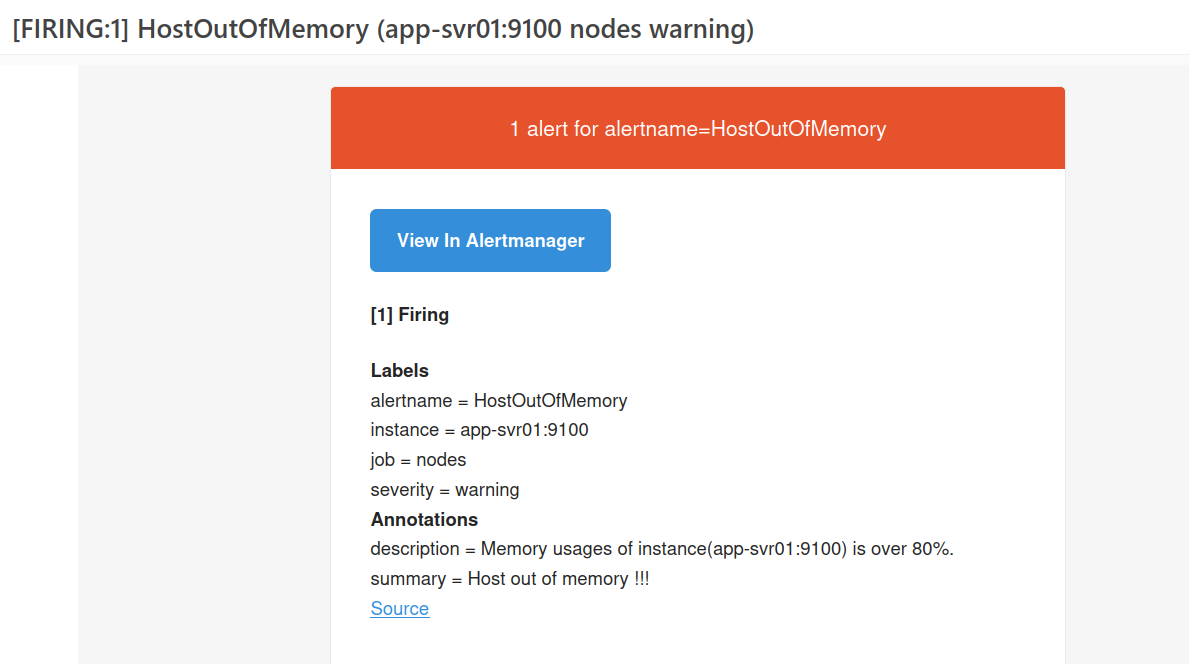 [FIRING:1] HostOutOfMemory (app-svr01:9100 nodes warning)
1 alert for alertname=HostOutOfMemory
View In Alertmanager
[1] Firing
Labels
alertname = HostOutOfMemory
instance = app-svr01:9100
job = nodes
severity = warning
Annotations
description = Memory usages of instance(app-svr01:9100) is over 80%.
summary = Host out of memory !!!
Source